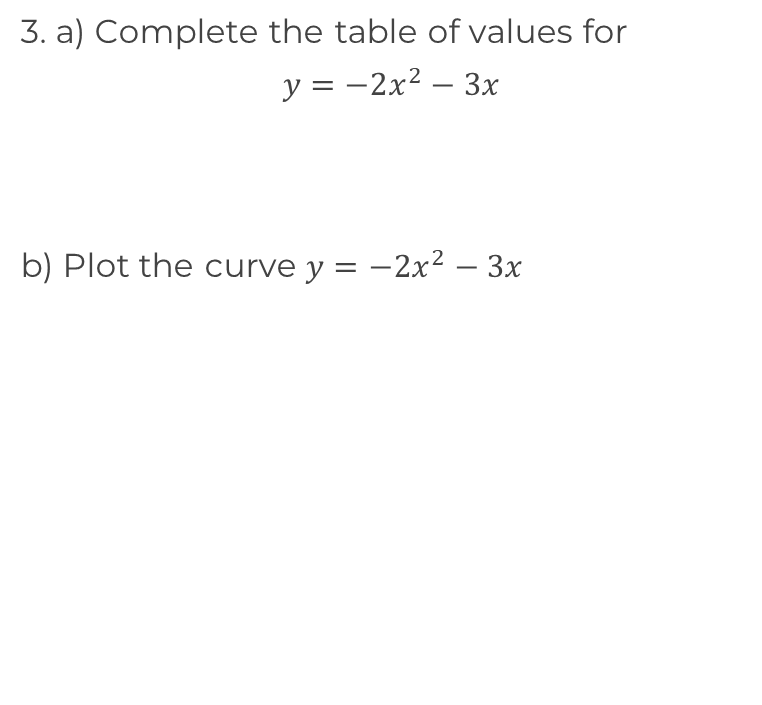 3. a) Complete the table of values for
y = −2x² − 3x
b) Plot the curve y = −2x² − 3x